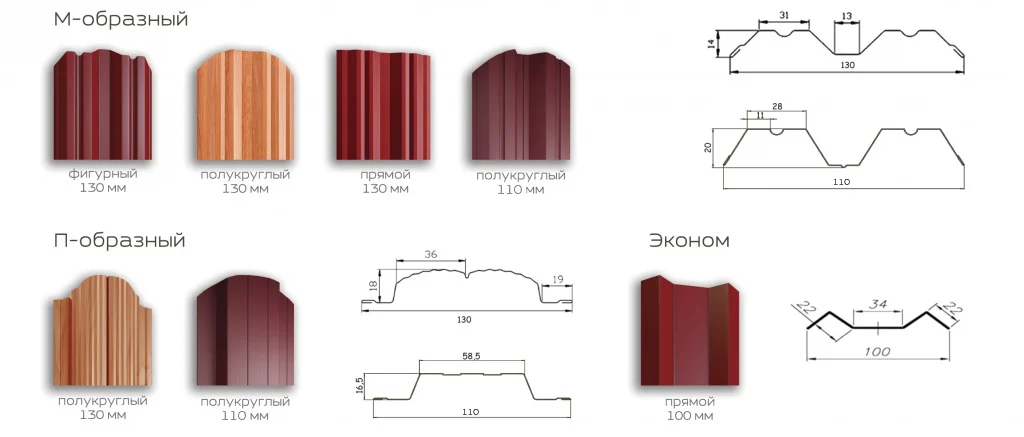 М-образный
фигурный
130 мм
полукруглый
130 мм
прямой
130 мм
полукруглый
110 мм
31
13
14
130
28
11
20
110
П-образный
полукруглый
130 мм
полукруглый
110 мм
36
18
19
130
58,5
16,5
110
Эконом
прямой
100 мм
22
34
22
100